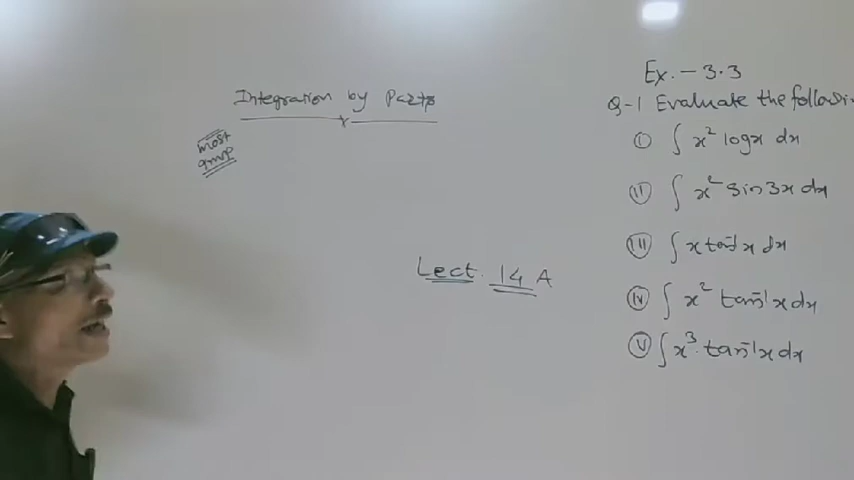 Integration by Parts
most
Imp
Lect. 14 A
Ex. - 3.3
Q-1 Evaluate the followin
(i) ∫ x² logx dx
(ii) ∫ x² sin3x dx
(iii) ∫ x tan⁻¹x dx
(iv) ∫ x² tan⁻¹x dx
(v) ∫ x³. tan⁻¹x dx